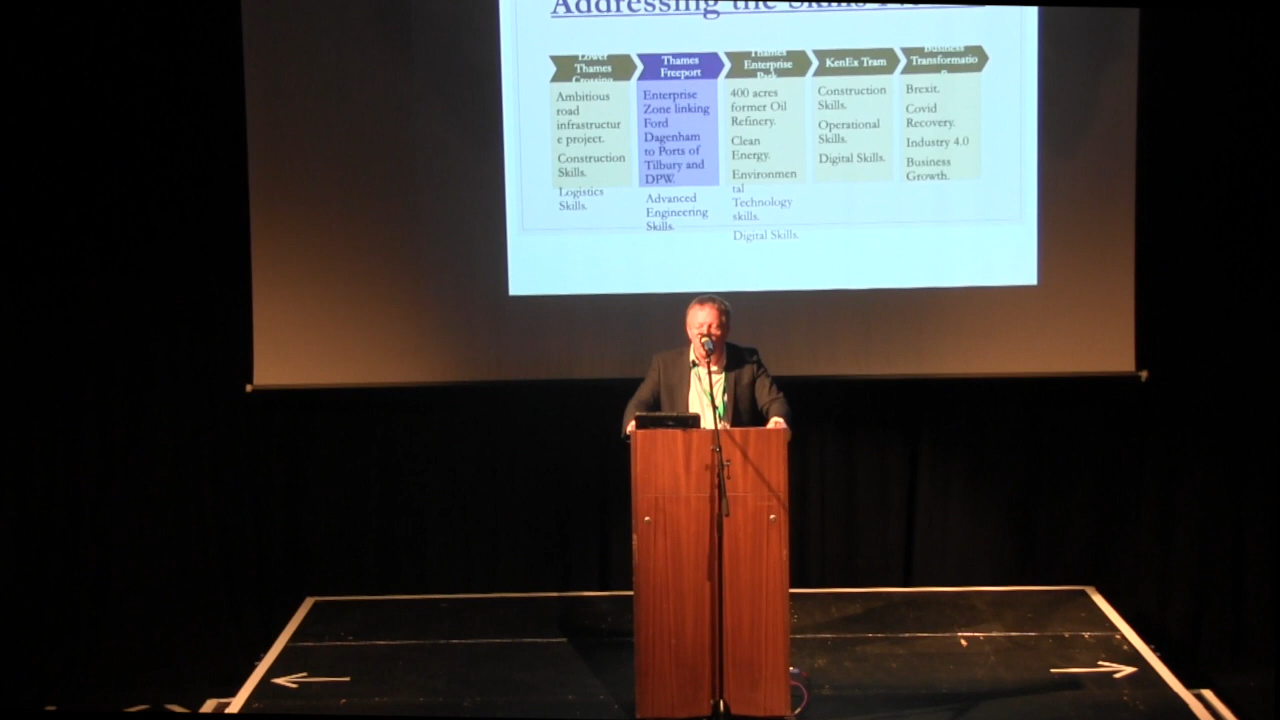 Addressing the Skills
Lower
Thames
Crossing
Ambitious
road
infrastructur
e project.
Construction
Skills.
Logistics
Skills.
Thames
Freeport
Enterprise
Zone linking
Ford
Dagenham
to Ports of
Tilbury and
DPW.
Advanced
Engineering
Skills.
Thames
Enterprise
Park
400 acres
former Oil
Refinery.
Clean
Energy.
Environmen
tal
Technology
skills.
Digital Skills.
KenEx Tram
Construction
Skills.
Operational
Skills.
Digital Skills.
Business
Transformatio
n
Brexit.
Covid
Recovery.
Industry 4.0
Business
Growth.